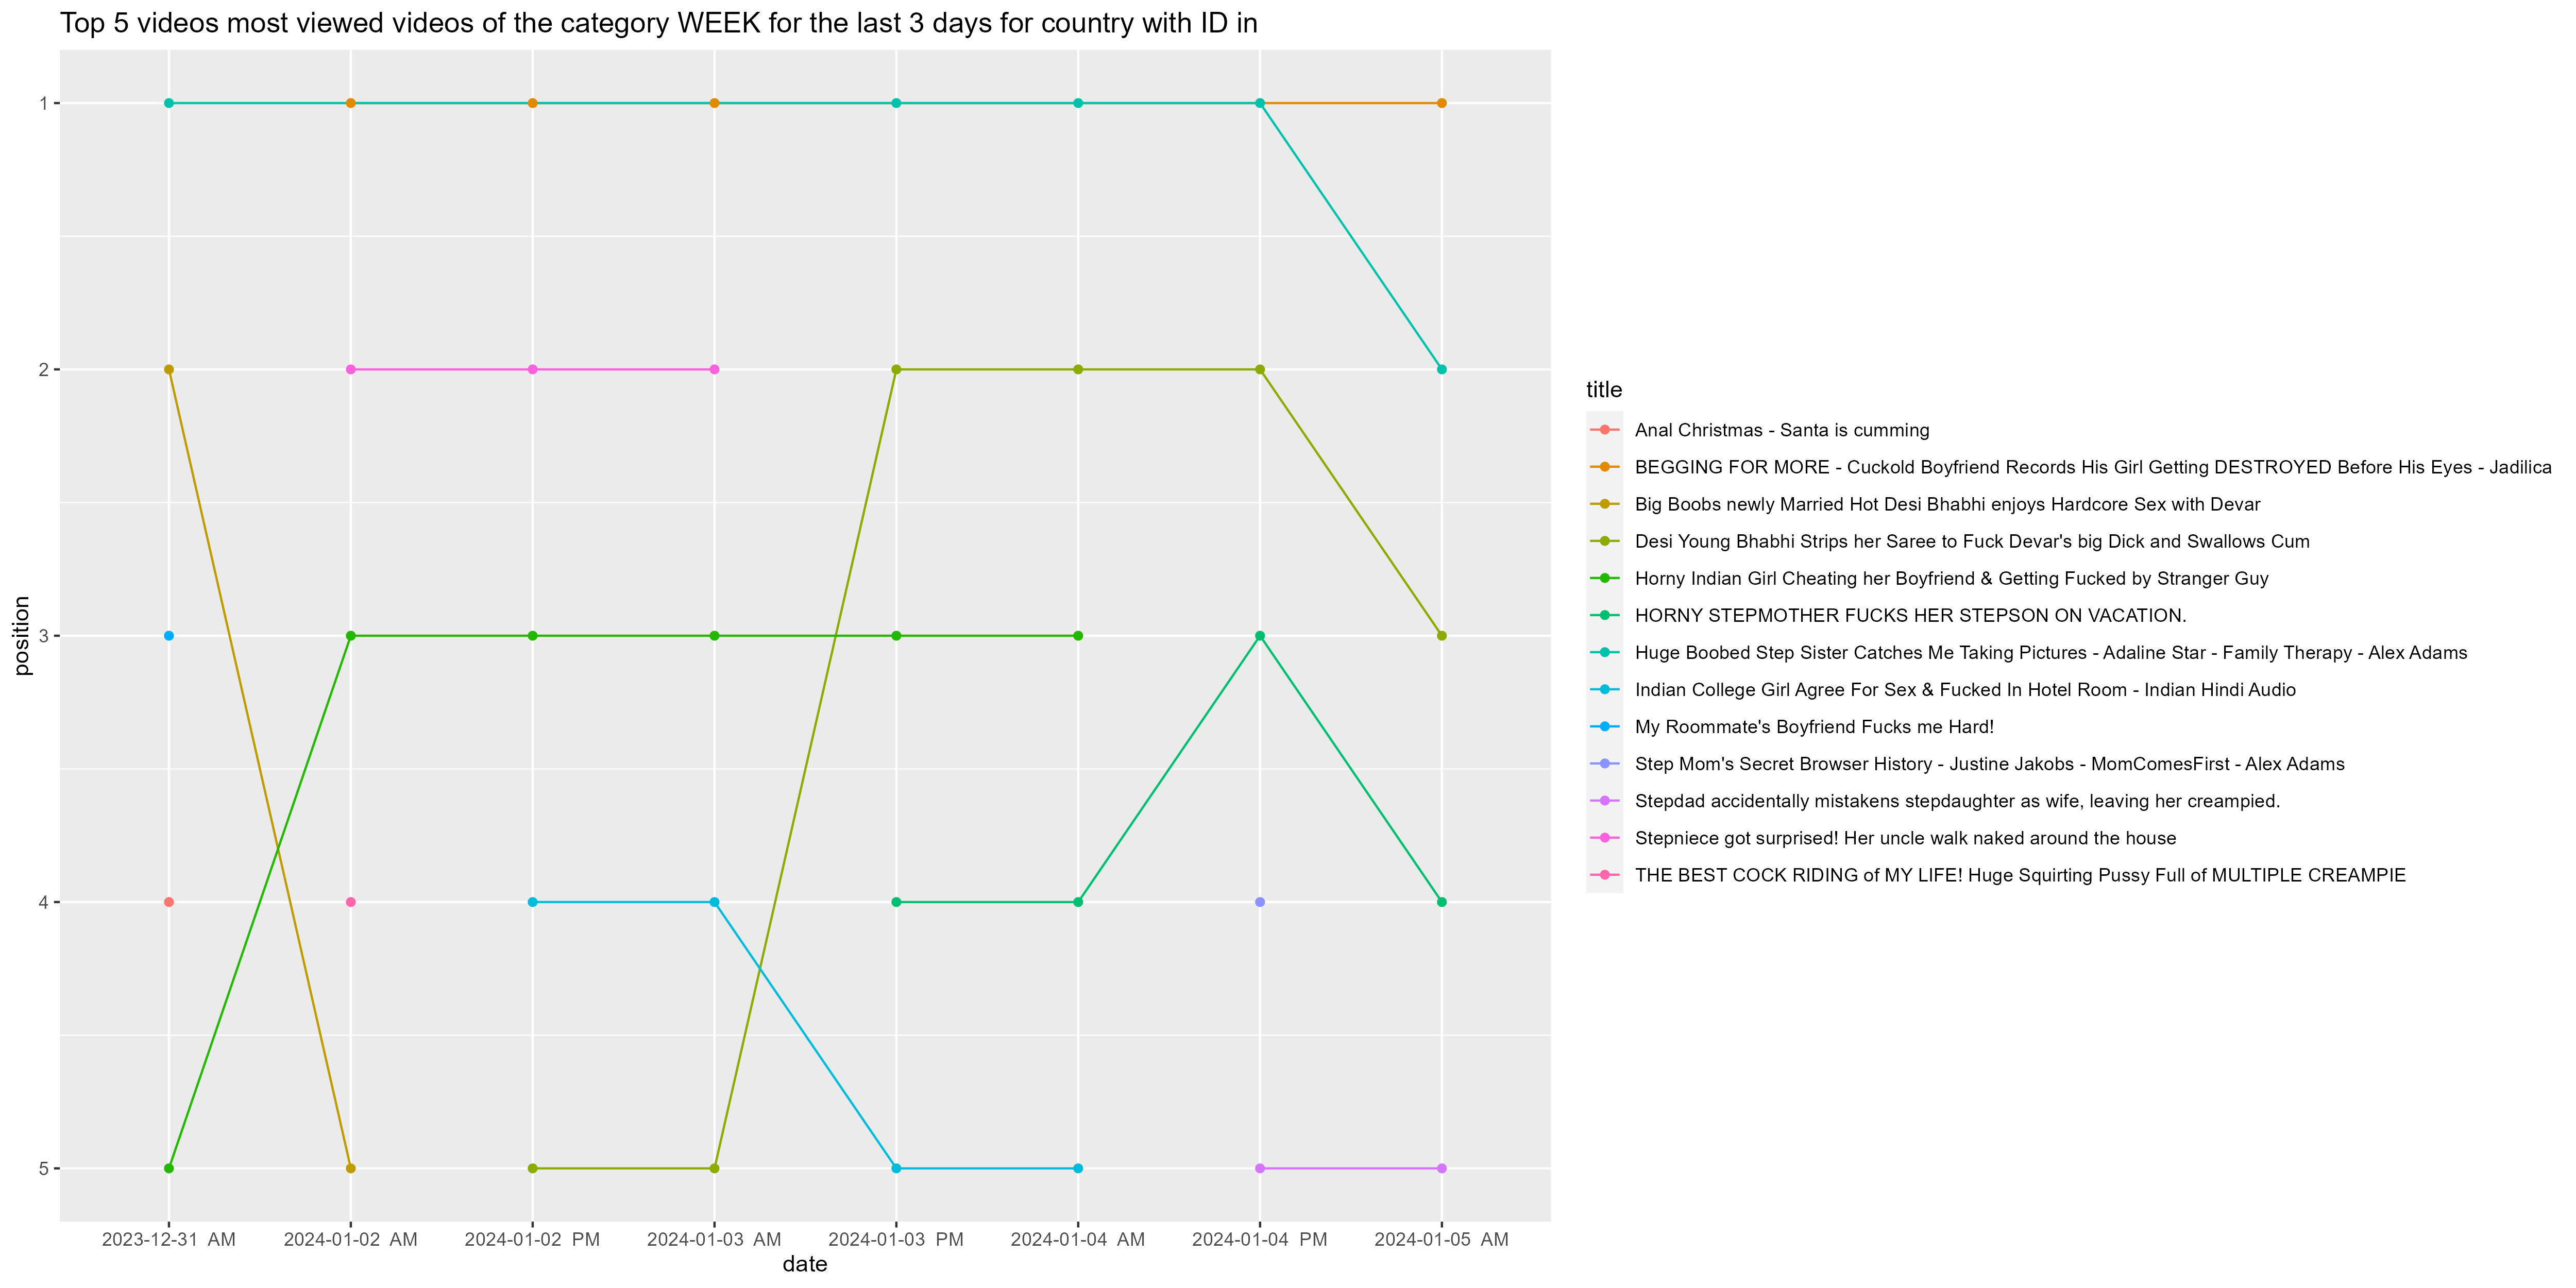 Top 5 videos most viewed videos of the category WEEK for the last 3 days for country with ID in
position
1
2
3
4
5
2023-12-31 AM
2024-01-02 AM
2024-01-02 PM
2024-01-03 AM
2024-01-03 PM
2024-01-04 AM
2024-01-04 PM
2024-01-05 AM
date
title
Anal Christmas - Santa is cumming
BEGGING FOR MORE - Cuckold Boyfriend Records His Girl Getting DESTROYED Before His Eyes - Jadilica
Big Boobs newly Married Hot Desi Bhabhi enjoys Hardcore Sex with Devar
Desi Young Bhabhi Strips her Saree to Fuck Devar's big Dick and Swallows Cum
Horny Indian Girl Cheating her Boyfriend & Getting Fucked by Stranger Guy
HORNY STEPMOTHER FUCKS HER STEPSON ON VACATION.
Huge Boobed Step Sister Catches Me Taking Pictures - Adaline Star - Family Therapy - Alex Adams
Indian College Girl Agree For Sex & Fucked In Hotel Room - Indian Hindi Audio
My Roommate's Boyfriend Fucks me Hard!
Step Mom's Secret Browser History - Justine Jakobs - MomComesFirst - Alex Adams
Stepdad accidentally mistakens stepdaughter as wife, leaving her creampied.
Stepniece got surprised! Her uncle walk naked around the house
THE BEST COCK RIDING of MY LIFE! Huge Squirting Pussy Full of MULTIPLE CREAMPIE